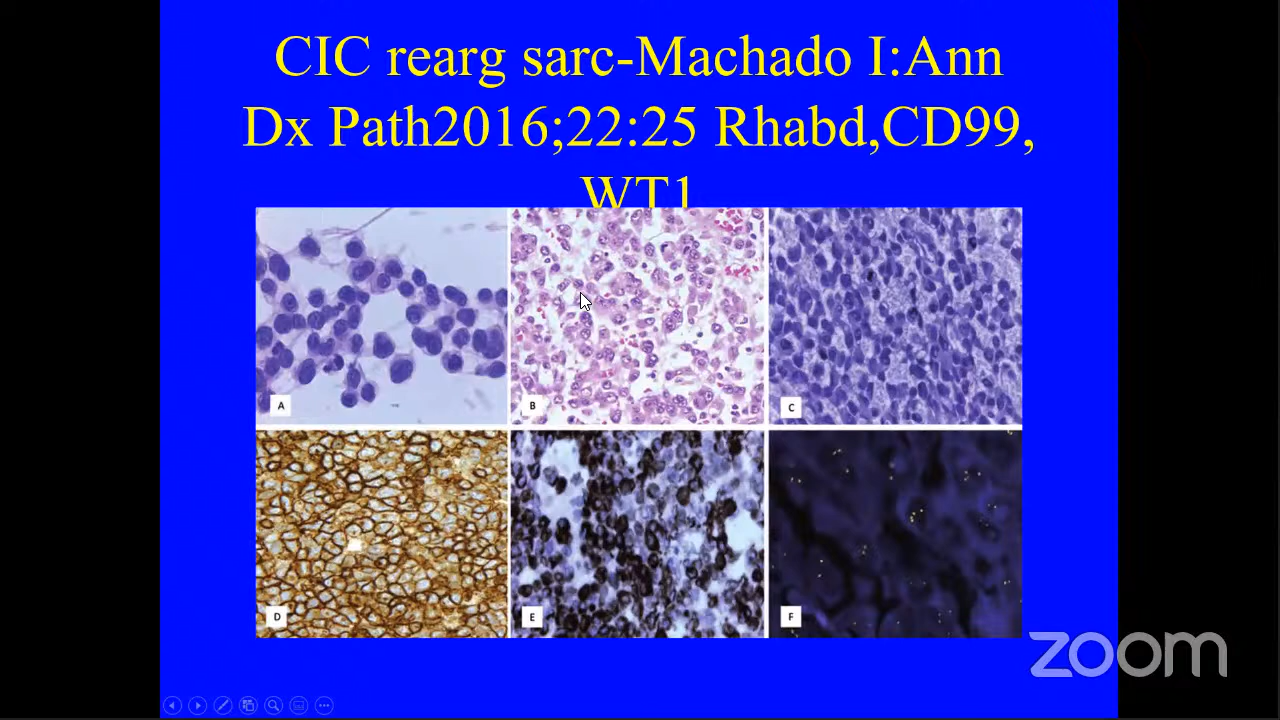 CIC rearg sarc-Machado I:Ann
Dx Path2016;22:25 Rhabd,CD99,
WT1
A
B
C
D
E
F
zoom